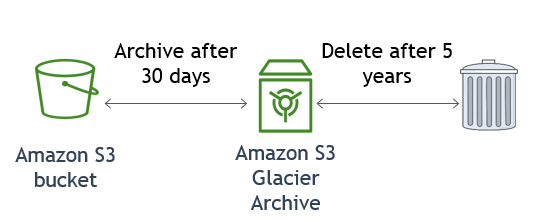 Archive after
30 days
Delete after 5
years
Amazon S3
bucket
Amazon S3
Glacier
Archive